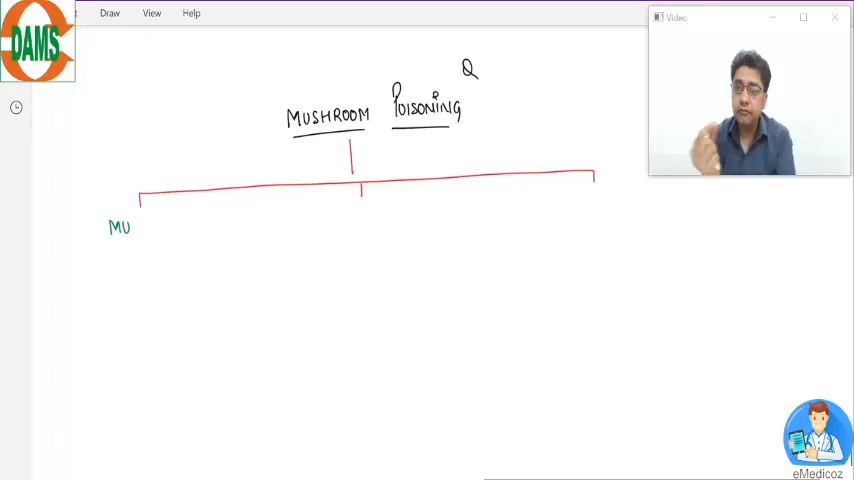 DAMS
Draw View Help
Video
Q
MUSHROOM POISONING
MU
eMedicoz